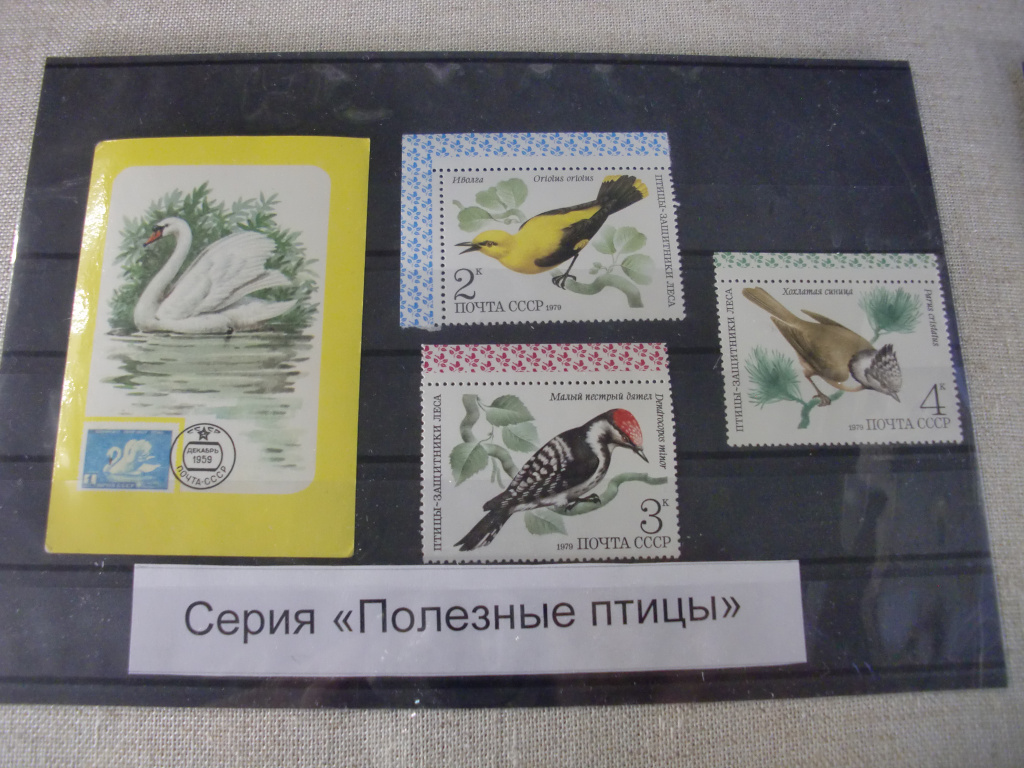 ДЕКАБРЬ
1959
ПОЧТА·СССР
Иволга Oriolus oriolus
ПТИЦЫ-ЗАЩИТНИКИ ЛЕСА
2К
ПОЧТА СССР 1979
Малый пестрый дятел
Dendrocopos minor
ПТИЦЫ-ЗАЩИТНИКИ ЛЕСА
3К
1979 ПОЧТА СССР
Хохлатая синица
Parus cristatus
ПТИЦЫ-ЗАЩИТНИКИ ЛЕСА
4К
1979 ПОЧТА СССР
Серия «Полезные птицы»